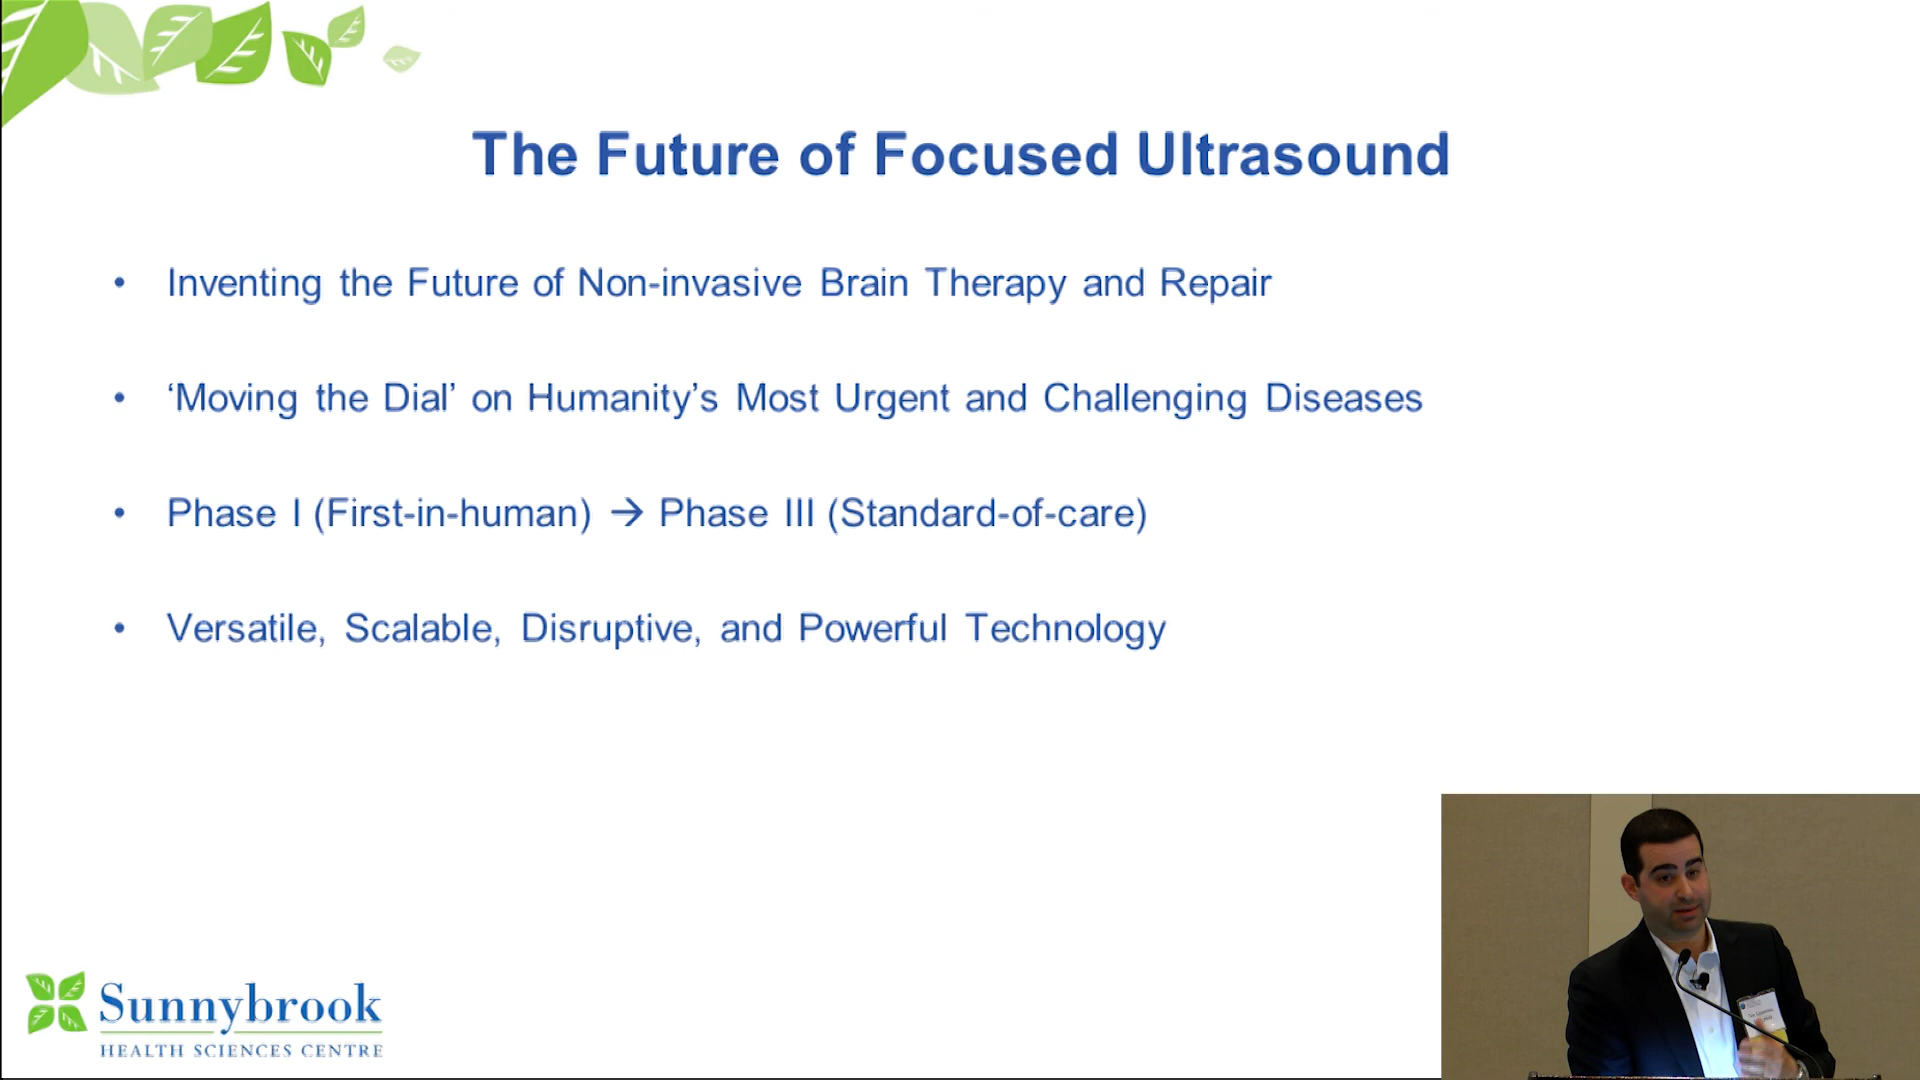 The Future of Focused Ultrasound
• Inventing the Future of Non-invasive Brain Therapy and Repair
• ‘Moving the Dial’ on Humanity’s Most Urgent and Challenging Diseases
• Phase I (First-in-human) → Phase III (Standard-of-care)
• Versatile, Scalable, Disruptive, and Powerful Technology
Sunnybrook
HEALTH SCIENCES CENTRE